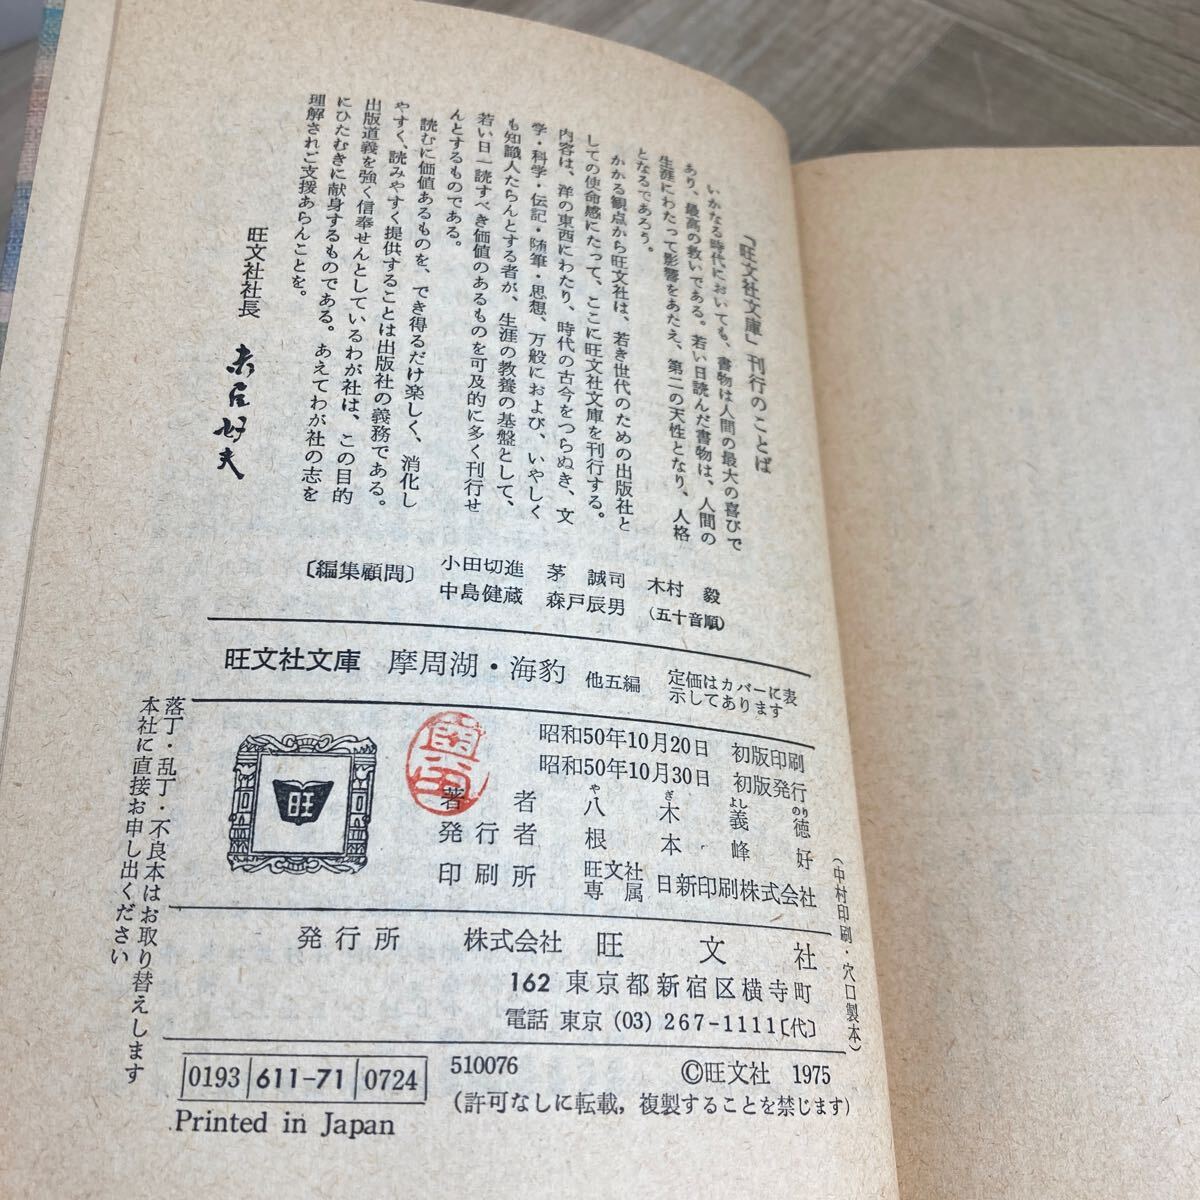 「旺文社文庫」刊行のことば
いかなる時代においても、書物は人間の最大の喜びで
あり、最高の救いである。若い日読んだ書物は、人間の
生涯にわたって影響をあたえ、第二の天性となり、人格
となるであろう。
かかる観点から旺文社は、若き世代のための出版社と
しての使命感にたって、ここに旺文社文庫を刊行する。
内容は、洋の東西にわたり、時代の古今をつらぬき、文
学・科学・伝記・随筆・思想、万般におよび、いやしく
も知識人たらんとする者が、生涯の教養の基盤として、
若い日一読すべき価値のあるものを可及的に多く刊行せ
んとするものである。
読むに価値あるものを、でき得るだけ楽しく、消化し
やすく、読みやすく提供することは出版社の義務である。
出版道義を強く信奉せんとしているわが社は、この目的
にひたむきに献身するものである。あえてわが社の志を
理解されご支援あらんことを。
旺文社社長 赤尾好夫
〔編集顧問〕
小田切進 茅誠司 木村毅
中島健蔵 森戸辰男 (五十音順)
旺文社文庫 摩周湖・海豹 他五編
定価はカバーに表
示してあります
昭和50年10月20日 初版印刷
昭和50年10月30日 初版発行
著者 八木義徳
や ぎ よし のり
発行者 根本峰好
印刷所 旺文社専属 日新印刷株式会社
(中村印刷・穴口製本)
発行所 株式会社 旺文社
162 東京都新宿区横寺町
電話 東京 (03) 267-1111〔代〕
落丁・乱丁・不良本はお取り替えします
本社に直接お申し出ください
旺
0193 611-71 0724
510076
©旺文社 1975
Printed in Japan
(許可なしに転載, 複製することを禁じます)